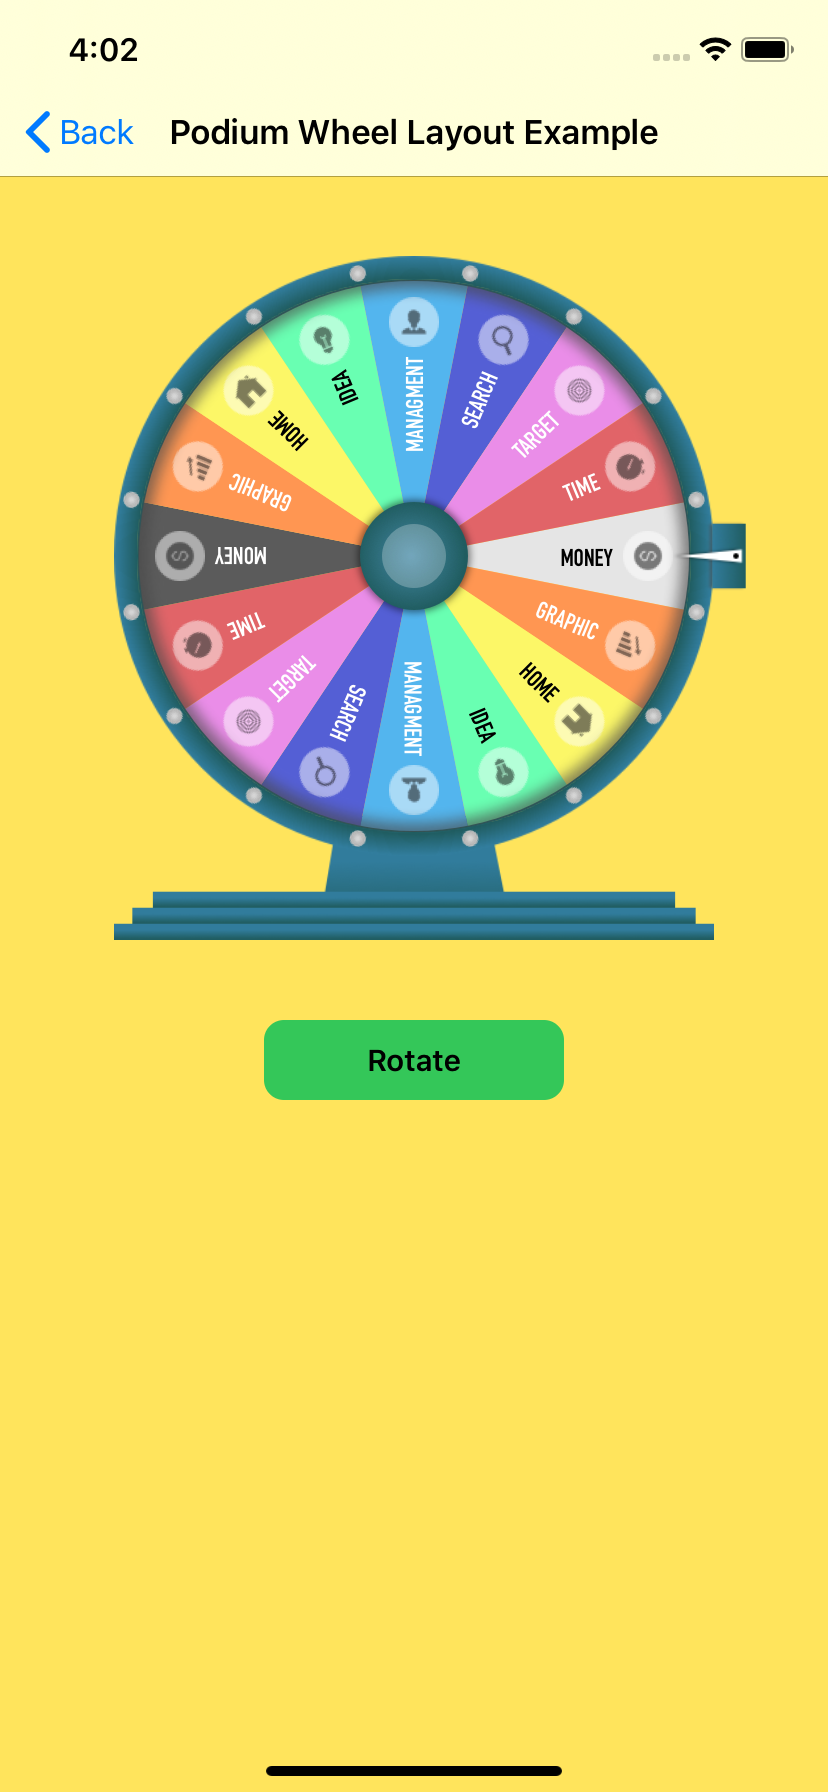 4:02
Back
Podium Wheel Layout Example
MANAGMENT
SEARCH
TARGET
TIME
MONEY
GRAPHIC
HOME
IDEA
MANAGMENT
SEARCH
TARGET
TIME
MONEY
GRAPHIC
HOME
IDEA
Rotate